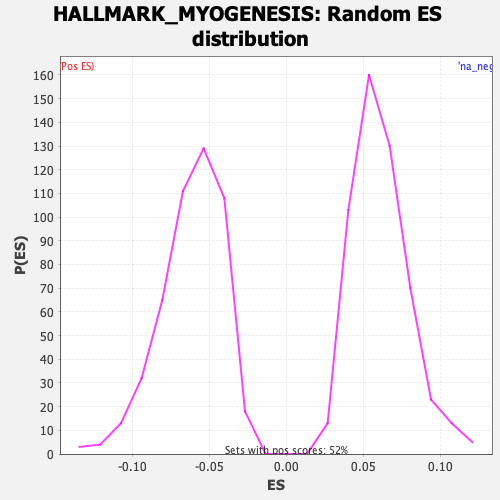 HALLMARK_MYOGENESIS: Random ES
distribution
Pos ES)
'na_neg
160
150
140
130
120
110
100
90
80
70
60
50
40
30
20
10
0
P(ES)
Sets with pos scores: 52%
-0.10 -0.05 0.00 0.05 0.10
ES